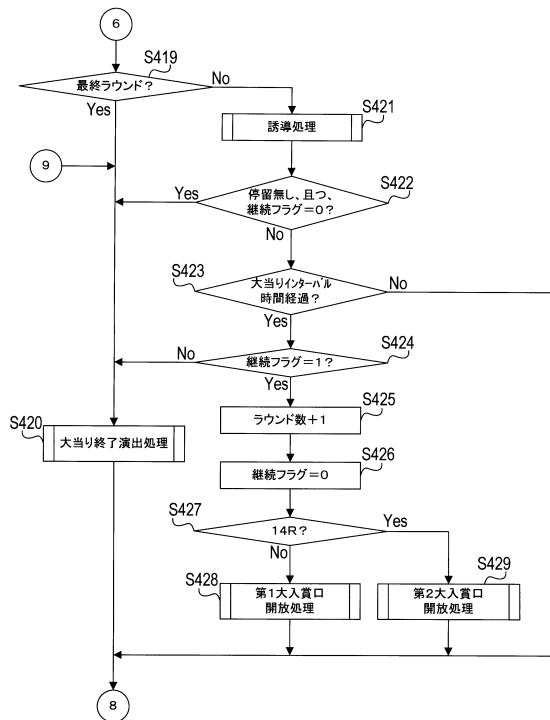 6
S419
最終ラウンド？
No
Yes
S421
誘導処理
9
S422
停留無し、且つ、
継続フラグ＝０？
Yes
No
S423
大当りインターバル
時間経過？
No
Yes
S424
継続フラグ＝１？
No
Yes
S425
ラウンド数＋１
S420
大当り終了演出処理
S426
継続フラグ＝０
S427
１４Ｒ？
Yes
No
S428
第１大入賞口
開放処理
S429
第２大入賞口
開放処理
8